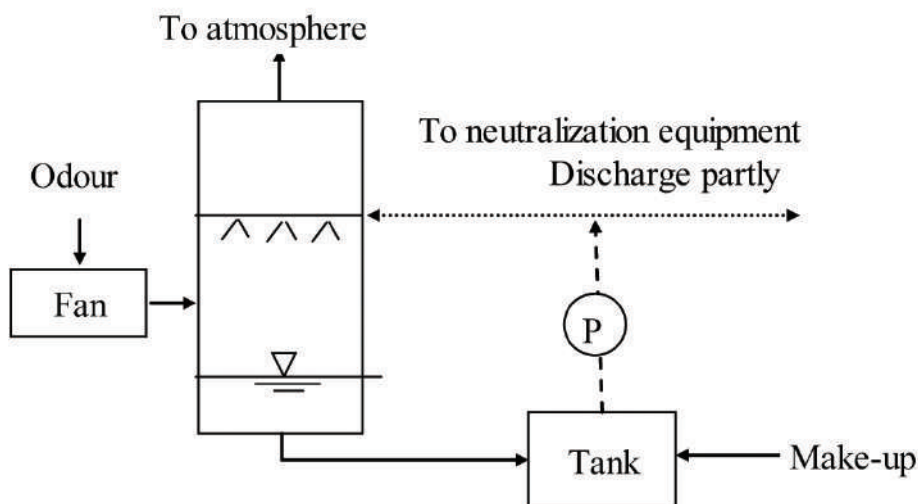 To atmosphere
To neutralization equipment
Discharge partly
Odour
Fan
P
Tank
Make-up